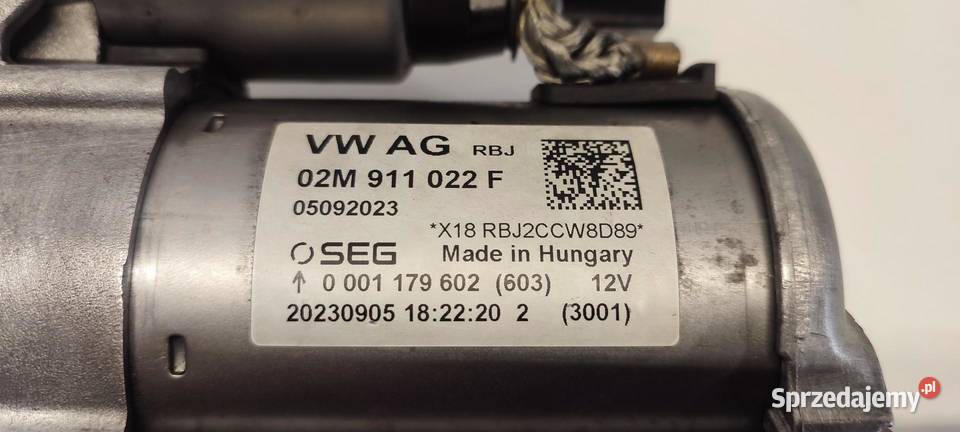 VW AG RBJ
02M 911 022 F
05092023
*X18 RBJ2CCW8D89*
SEG Made in Hungary
↑ 0 001 179 602 (603) 12V
20230905 18:22:20 2 (3001)
Sprzedajemy.pl